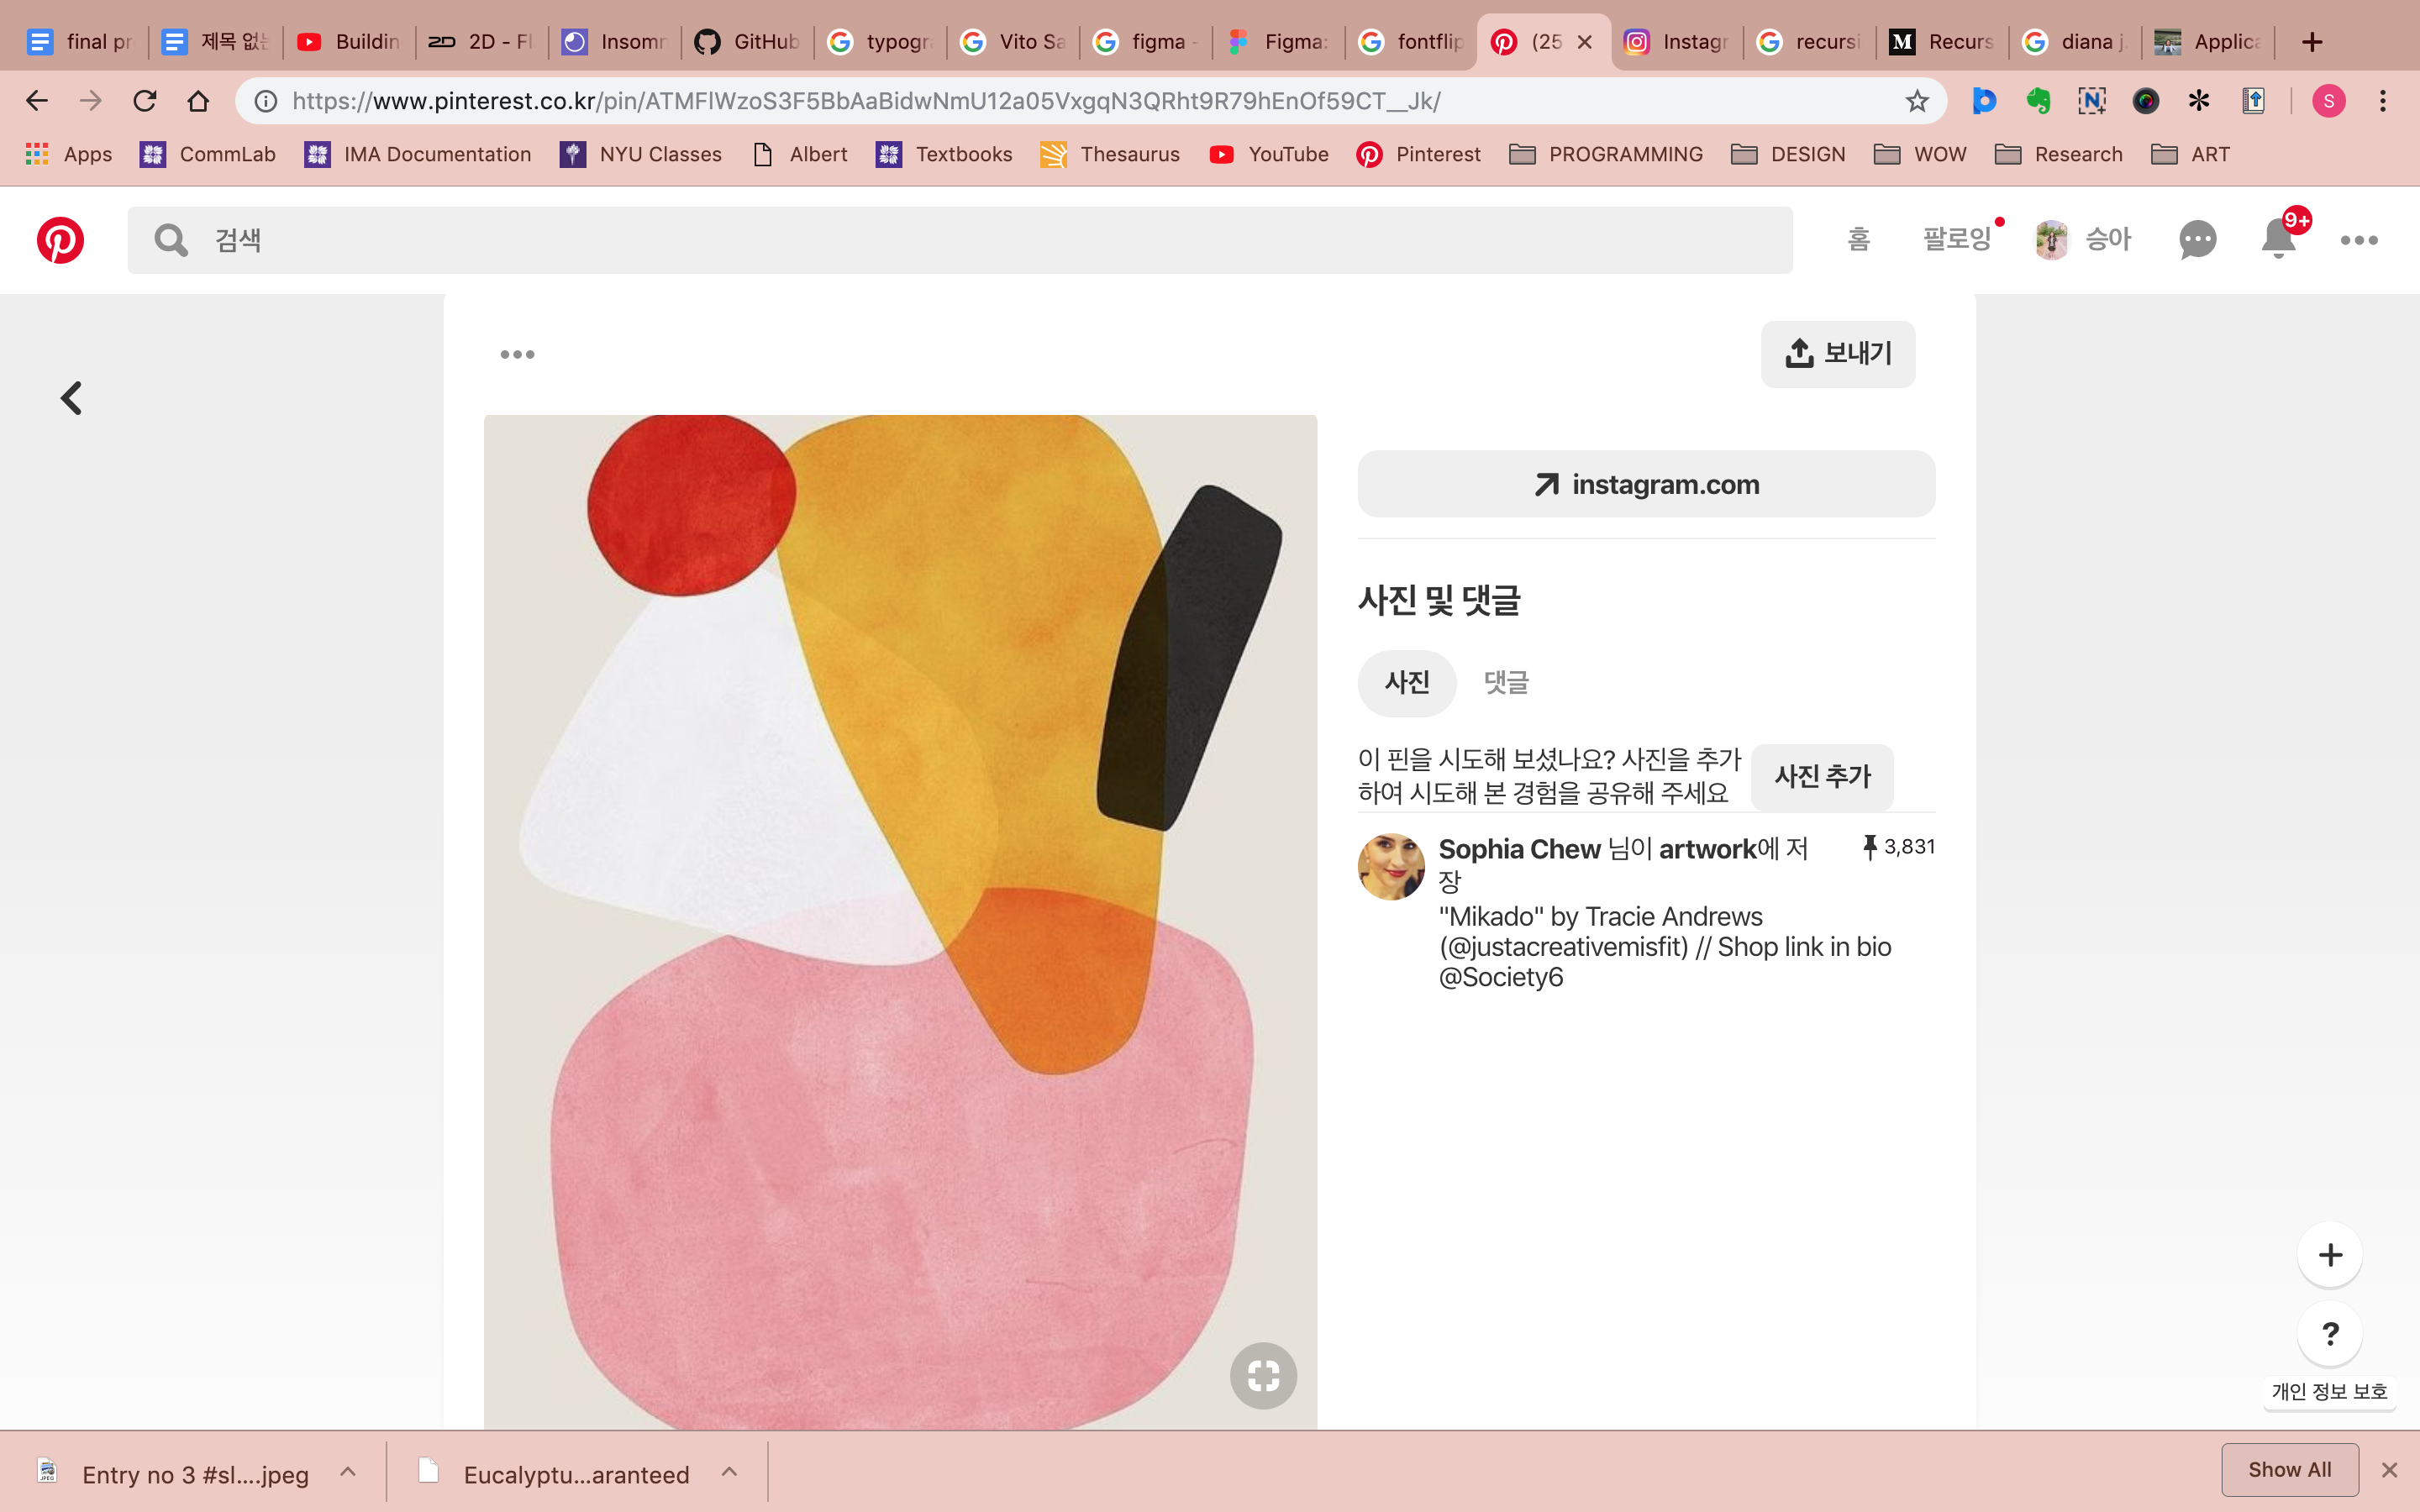 final pr
제목 없는
Buildin
2D - Fl
Insomn
GitHub
typogra
Vito Sa
figma -
Figma:
fontflip
(25
Instagr
recursi
Recurs
diana j
Applica
https://www.pinterest.co.kr/pin/ATMFlWzoS3F5BbAaBidwNmU12a05VxgqN3QRht9R79hEnOf59CT__Jk/
S
Apps CommLab IMA Documentation NYU Classes Albert Textbooks Thesaurus YouTube Pinterest PROGRAMMING DESIGN WOW Research ART
검색
홈 팔로잉 승아 9+
보내기
instagram.com
사진 및 댓글
사진 댓글
이 핀을 시도해 보셨나요? 사진을 추가
하여 시도해 본 경험을 공유해 주세요
사진 추가
Sophia Chew 님이 artwork에 저
장
3,831
"Mikado" by Tracie Andrews
(@justacreativemisfit) // Shop link in bio
@Society6
?
개인 정보 보호
Entry no 3 #sl....jpeg
Eucalyptu...aranteed
Show All